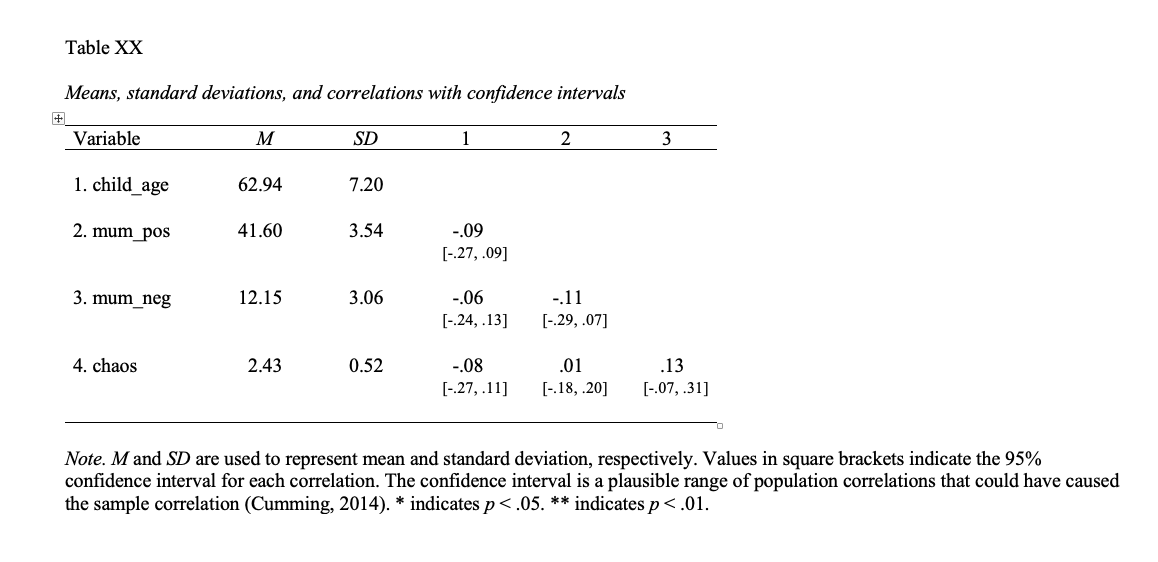 Table XX
Means, standard deviations, and correlations with confidence intervals
Variable M SD 1 2 3
1. child_age 62.94 7.20
2. mum_pos 41.60 3.54 -.09
[-.27, .09]
3. mum_neg 12.15 3.06 -.06 -.11
[-.24, .13] [-.29, .07]
4. chaos 2.43 0.52 -.08 .01 .13
[-.27, .11] [-.18, .20] [-.07, .31]
Note. M and SD are used to represent mean and standard deviation, respectively. Values in square brackets indicate the 95%
confidence interval for each correlation. The confidence interval is a plausible range of population correlations that could have caused
the sample correlation (Cumming, 2014). * indicates p < .05. ** indicates p < .01.